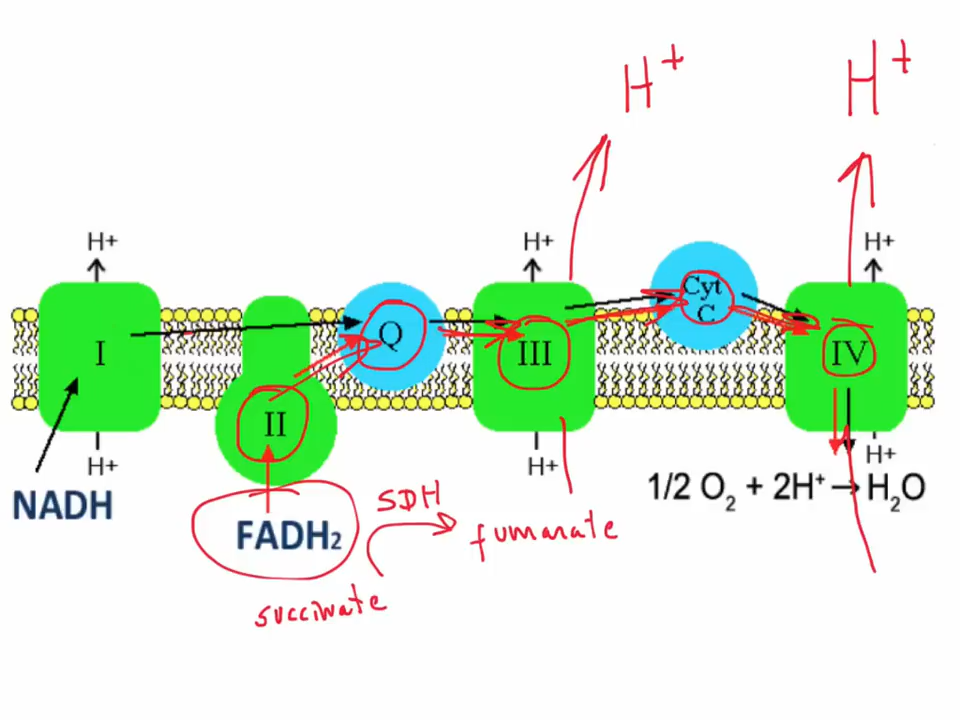 H+ H+
H+ H+ H+
Cyt
C
I Q III IV
II
H+ H+ H+
NADH SDH 1/2 O2 + 2H+ → H2O
FADH2 fumarate
succinate